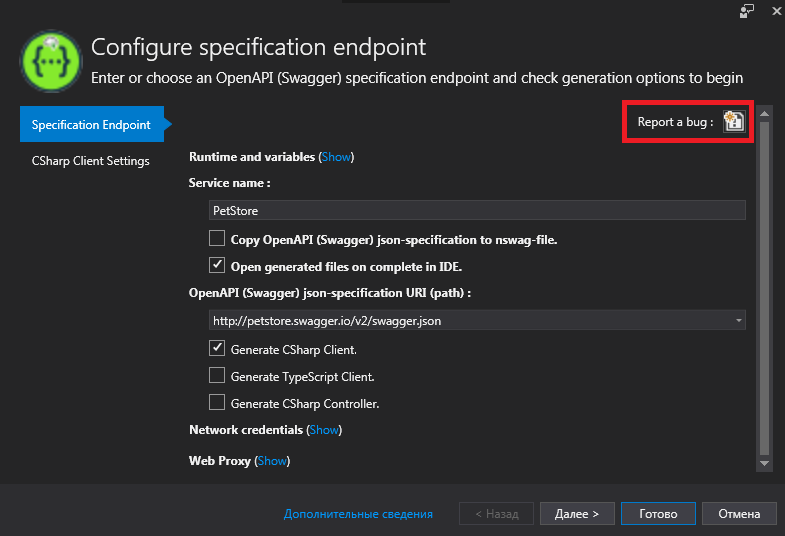 Configure specification endpoint
Enter or choose an OpenAPI (Swagger) specification endpoint and check generation options to begin
Specification Endpoint
CSharp Client Settings
Report a bug :
Runtime and variables (Show)
Service name :
PetStore
Copy OpenAPI (Swagger) json-specification to nswag-file.
Open generated files on complete in IDE.
OpenAPI (Swagger) json-specification URI (path) :
http://petstore.swagger.io/v2/swagger.json
Generate CSharp Client.
Generate TypeScript Client.
Generate CSharp Controller.
Network credentials (Show)
Web Proxy (Show)
Дополнительные сведения
< Назад
Далее >
Готово
Отмена